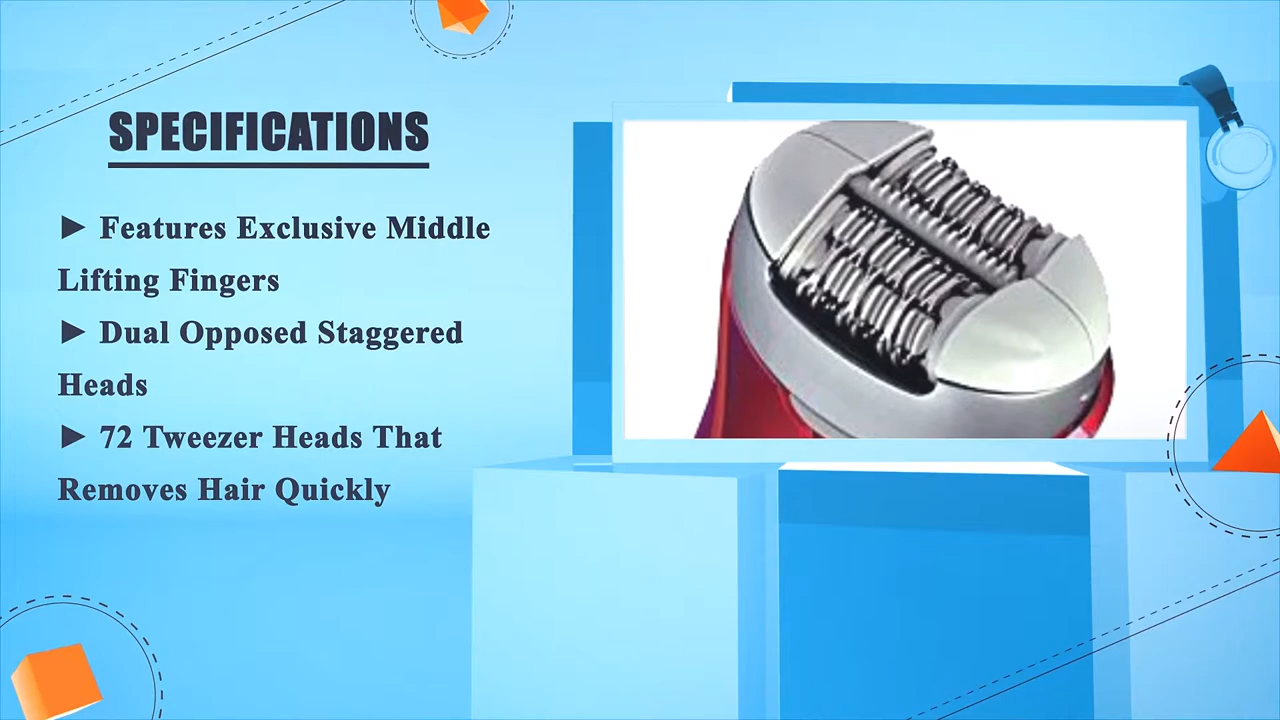 SPECIFICATIONS
► Features Exclusive Middle
Lifting Fingers
► Dual Opposed Staggered
Heads
► 72 Tweezer Heads That
Removes Hair Quickly